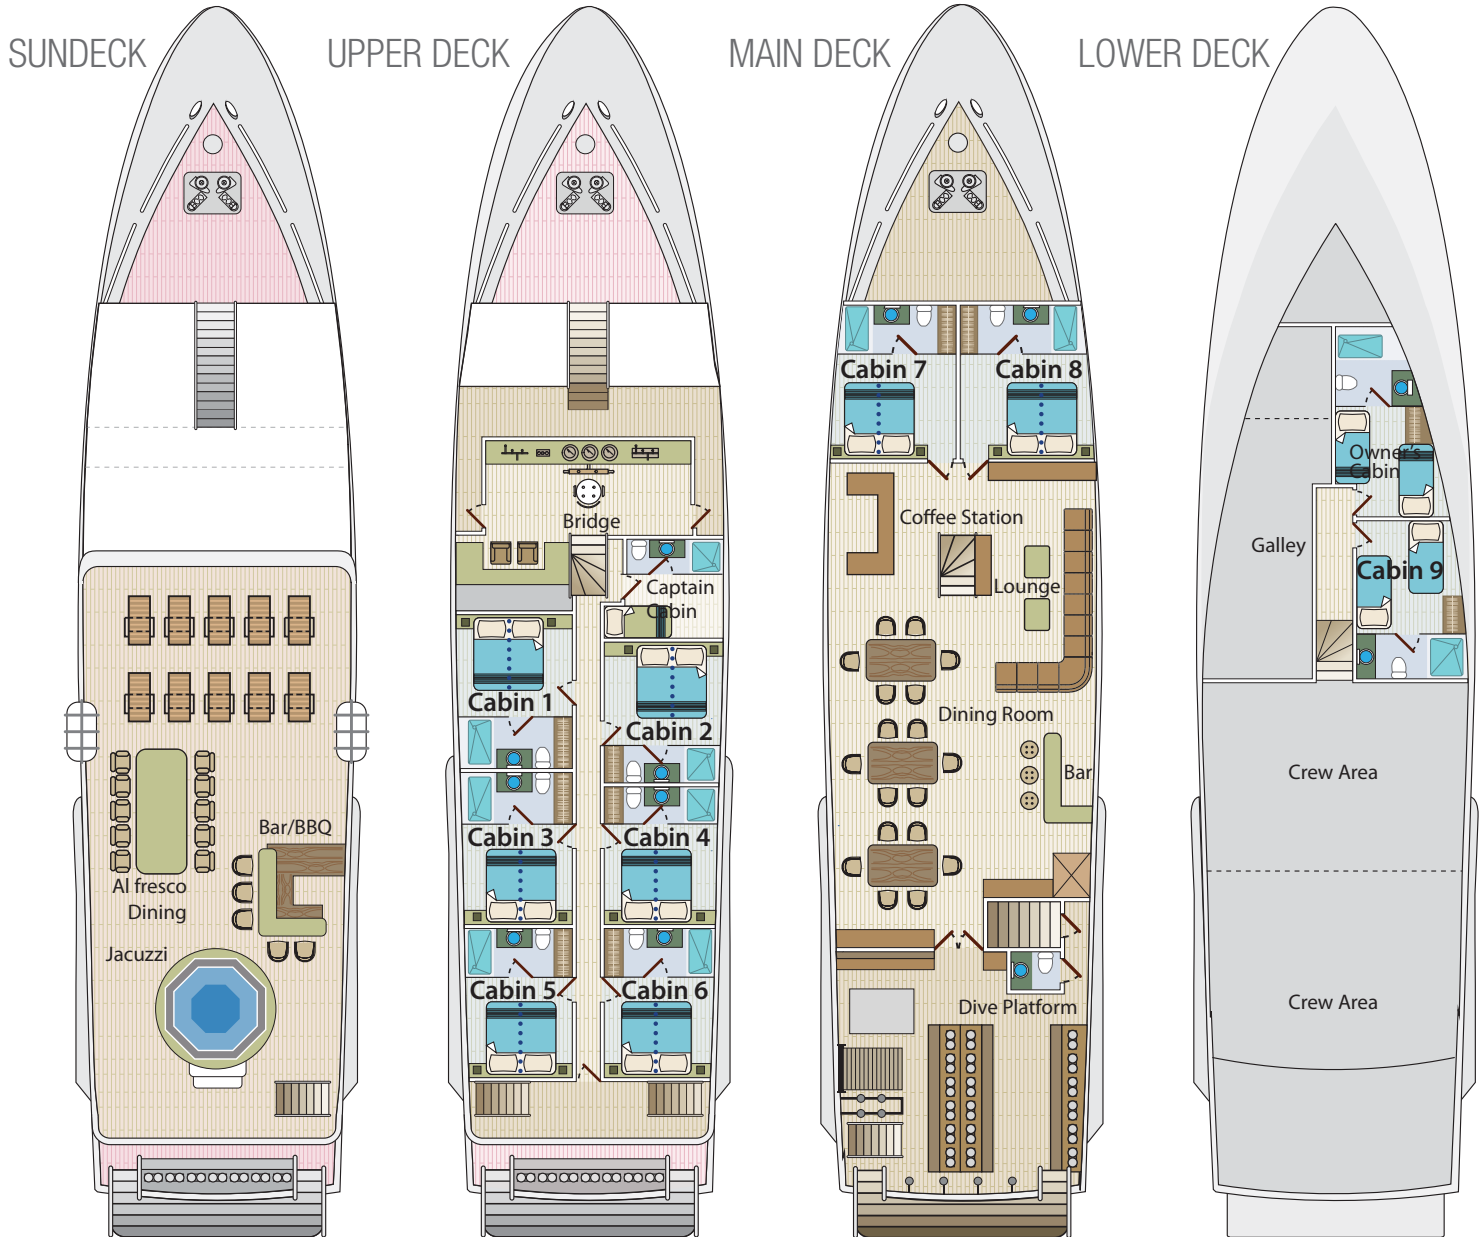 SUNDECK
UPPER DECK
MAIN DECK
LOWER DECK
Bar/BBQ
Al fresco
Dining
Jacuzzi
Bridge
Captain
Cabin
Cabin 1
Cabin 2
Cabin 3
Cabin 4
Cabin 5
Cabin 6
Cabin 7
Cabin 8
Coffee Station
Lounge
Dining Room
Bar
Dive Platform
Owner's
Cabin
Galley
Cabin 9
Crew Area
Crew Area